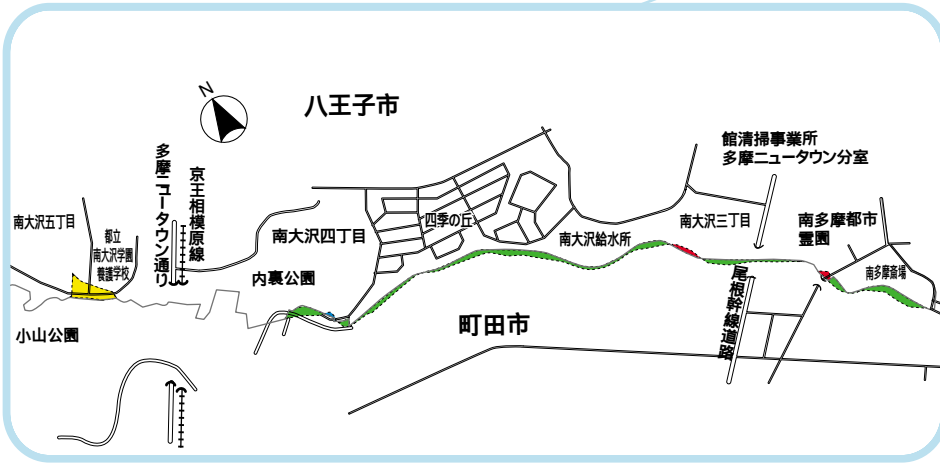 N
八王子市
館清掃事業所
多摩ニュータウン分室
多摩ニュータウン通り
京王相模原線
南大沢五丁目
都立
南大沢学園
養護学校
南大沢四丁目
四季の丘
南大沢給水所
南大沢三丁目
南多摩都市
霊園
南多摩斎場
内裏公園
尾根幹線道路
小山公園
町田市